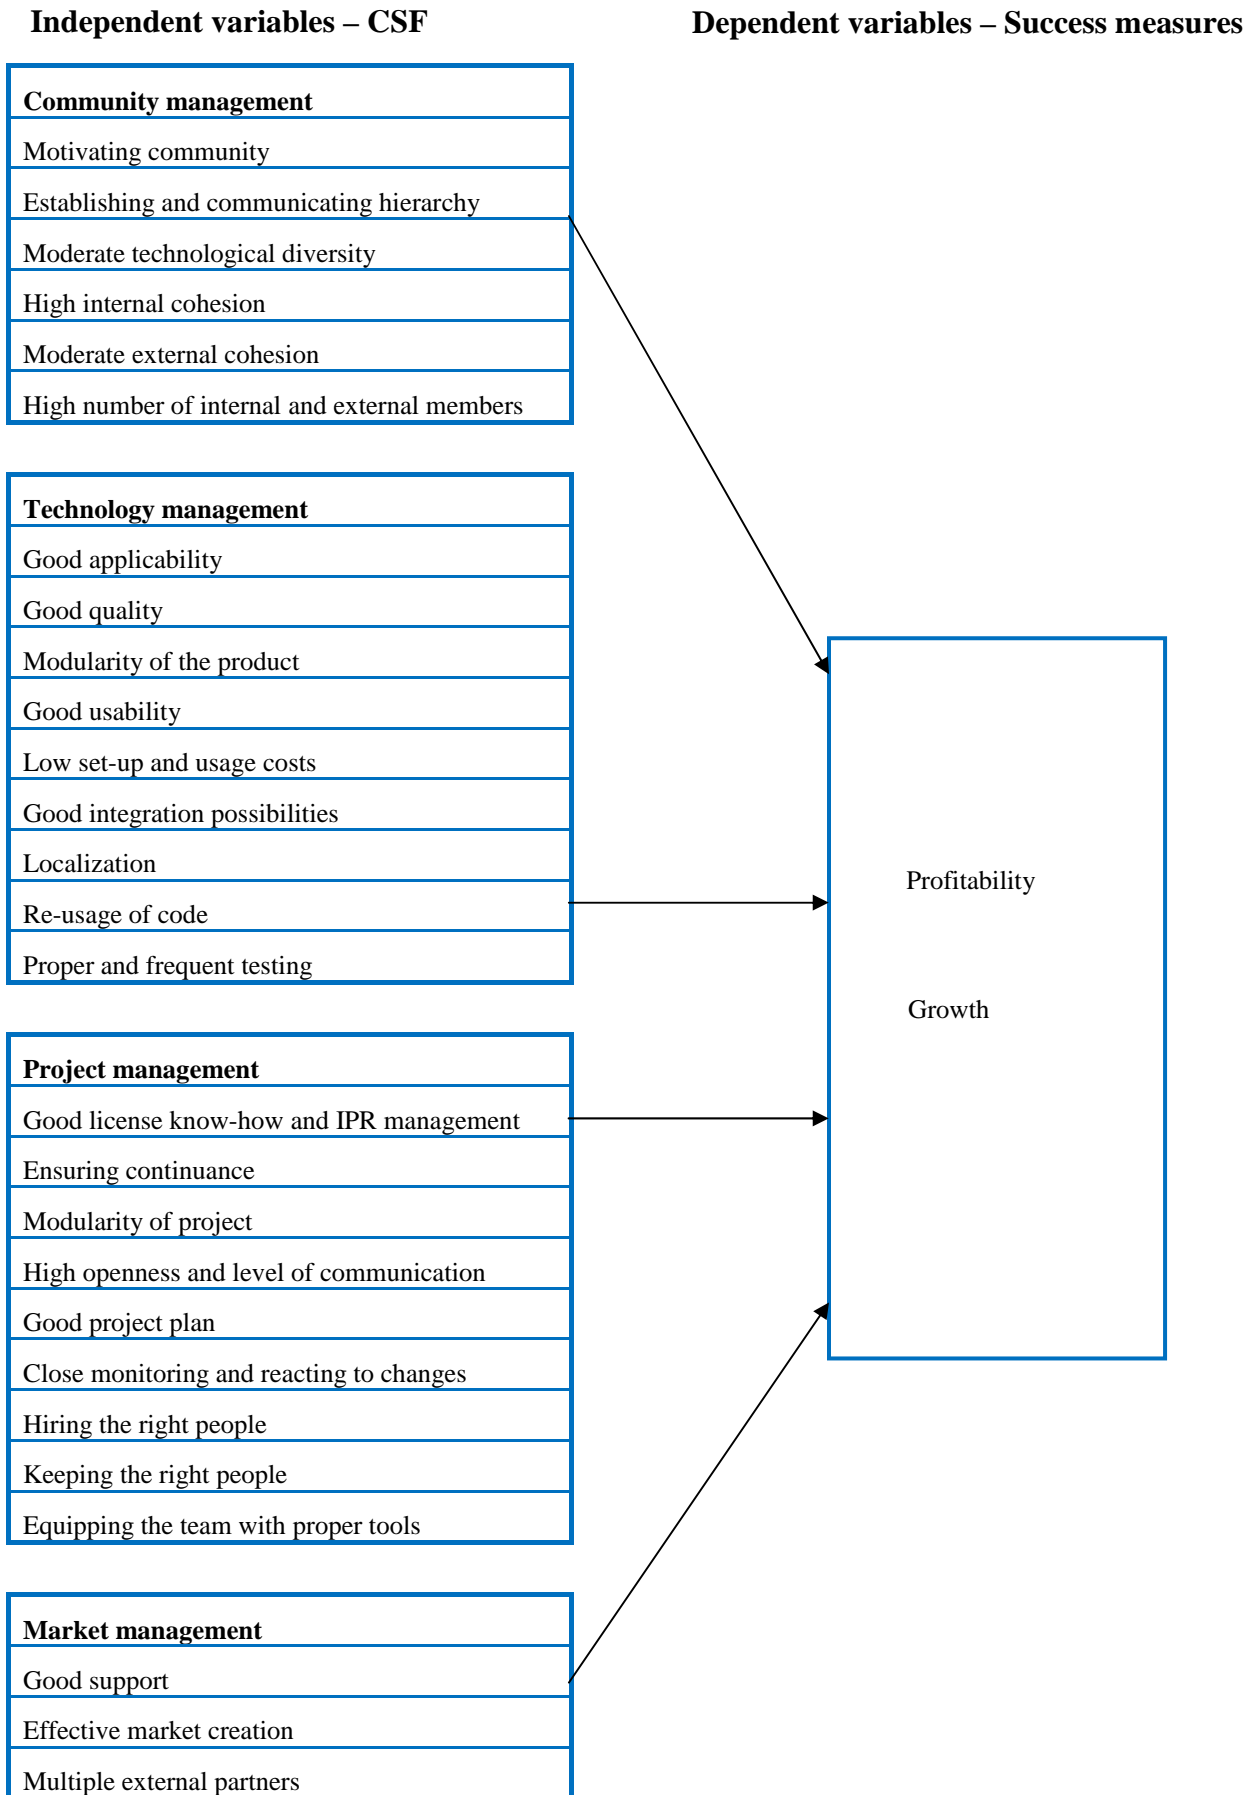 Independent variables – CSF
Dependent variables – Success measures
Community management
Motivating community
Establishing and communicating hierarchy
Moderate technological diversity
High internal cohesion
Moderate external cohesion
High number of internal and external members
Technology management
Good applicability
Good quality
Modularity of the product
Good usability
Low set-up and usage costs
Good integration possibilities
Localization
Re-usage of code
Proper and frequent testing
Project management
Good license know-how and IPR management
Ensuring continuance
Modularity of project
High openness and level of communication
Good project plan
Close monitoring and reacting to changes
Hiring the right people
Keeping the right people
Equipping the team with proper tools
Market management
Good support
Effective market creation
Multiple external partners
Profitability
Growth